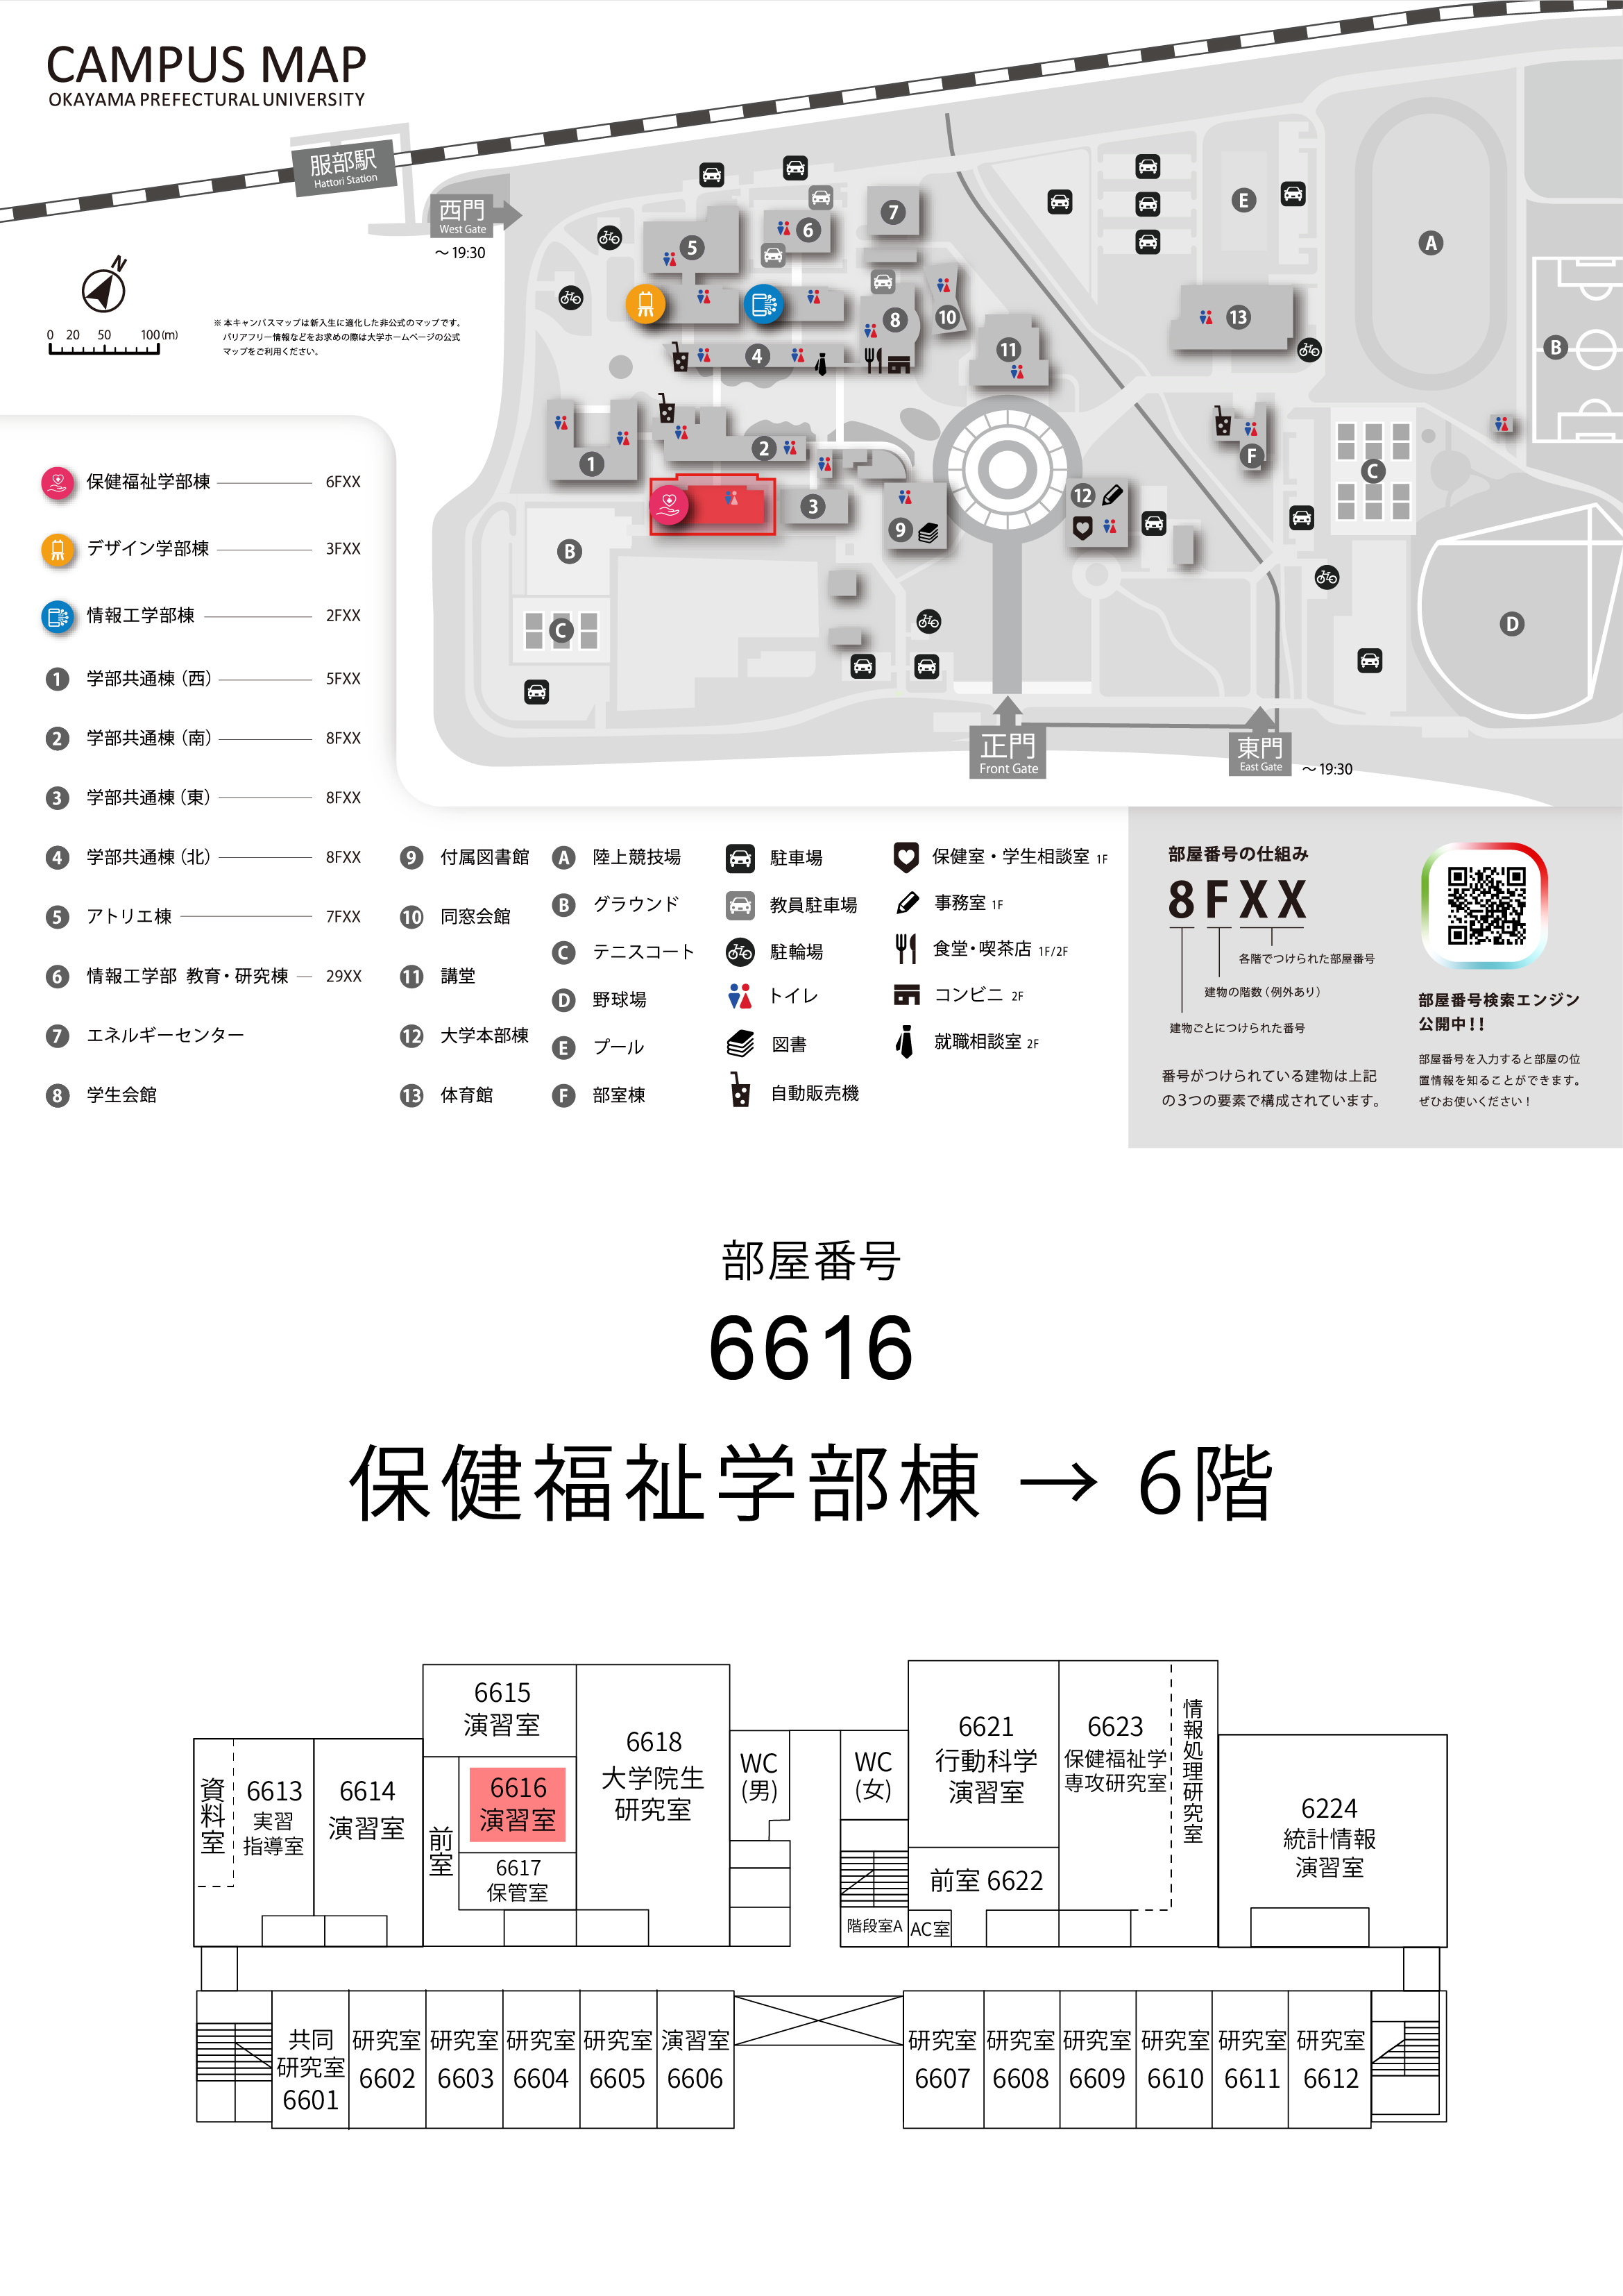 CAMPUS MAP
OKAYAMA PREFECTURAL UNIVERSITY
服部駅
Hattori Station
西門
West Gate
～19:30
N
0 20 50 100(m)
※ 本キャンパスマップは新入生に適化した非公式のマップです。
バリアフリー情報などをお求めの際は大学ホームページの公式
マップをご利用ください。
5
6
7
8
10
11
4
1
2
3
9
12
13
A
B
C
D
E
F
B
C
正門
Front Gate
東門
East Gate
～19:30
保健福祉学部棟 6FXX
デザイン学部棟 3FXX
情報工学部棟 2FXX
1 学部共通棟（西） 5FXX
2 学部共通棟（南） 8FXX
3 学部共通棟（東） 8FXX
4 学部共通棟（北） 8FXX
5 アトリエ棟 7FXX
6 情報工学部 教育・研究棟 29XX
7 エネルギーセンター
8 学生会館
9 付属図書館
10 同窓会館
11 講堂
12 大学本部棟
13 体育館
A 陸上競技場
B グラウンド
C テニスコート
D 野球場
E プール
F 部室棟
駐車場
教員駐車場
駐輪場
トイレ
図書
自動販売機
保健室・学生相談室 1F
事務室 1F
食堂・喫茶店 1F/2F
コンビニ 2F
就職相談室 2F
部屋番号の仕組み
8FXX
各階でつけられた部屋番号
建物の階数（例外あり）
建物ごとにつけられた番号
番号がつけられている建物は上記
の3つの要素で構成されています。
部屋番号検索エンジン
公開中！！
部屋番号を入力すると部屋の位
置情報を知ることができます。
ぜひお使いください！
部屋番号
6616
保健福祉学部棟 → 6階
資料室
6613
実習
指導室
6614
演習室
6615
演習室
前室
6616
演習室
6617
保管室
6618
大学院生
研究室
WC
(男)
WC
(女)
階段室A
AC室
6621
行動科学
演習室
前室 6622
6623
保健福祉学
専攻研究室
情報処理研究室
6224
統計情報
演習室
共同
研究室
6601
研究室
6602
研究室
6603
研究室
6604
研究室
6605
演習室
6606
研究室
6607
研究室
6608
研究室
6609
研究室
6610
研究室
6611
研究室
6612